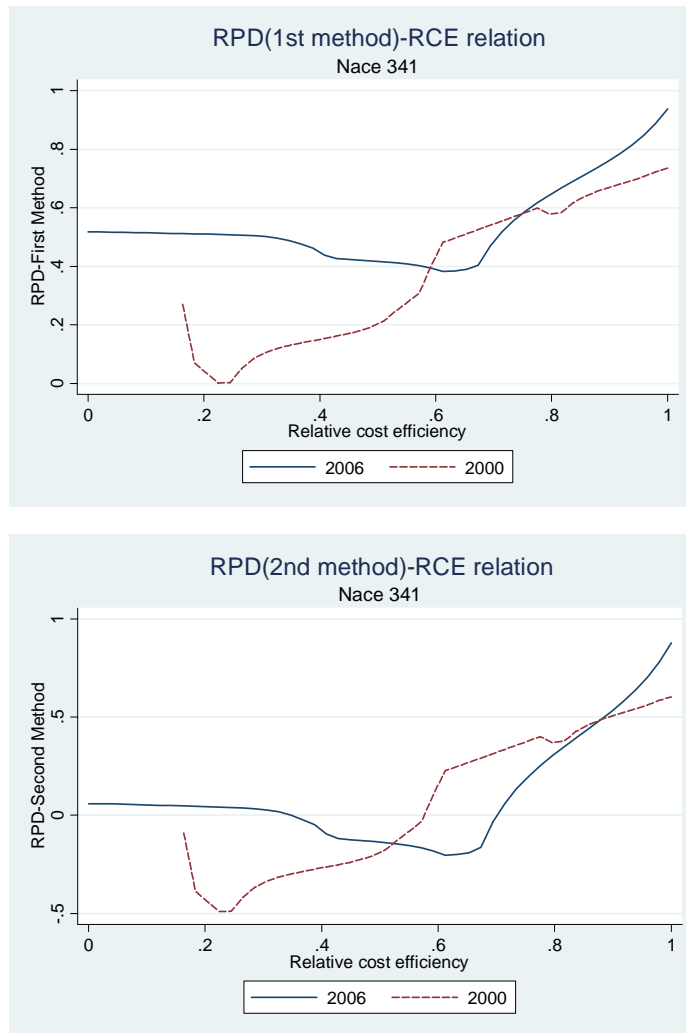 RPD(1st method)-RCE relation
Nace 341
RPD-First Method
1
.8
.6
.4
.2
0
0 .2 .4 .6 .8 1
Relative cost efficiency
2006 2000
RPD(2nd method)-RCE relation
Nace 341
RPD-Second Method
1
.5
0
-.5
0 .2 .4 .6 .8 1
Relative cost efficiency
2006 2000